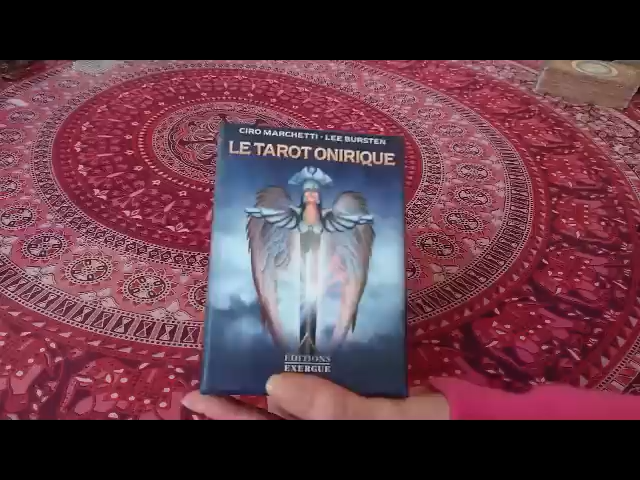 CIRO MARCHETTI · LEE BURSTEN
LE TAROT ONIRIQUE
EDITIONS
EXERGUE